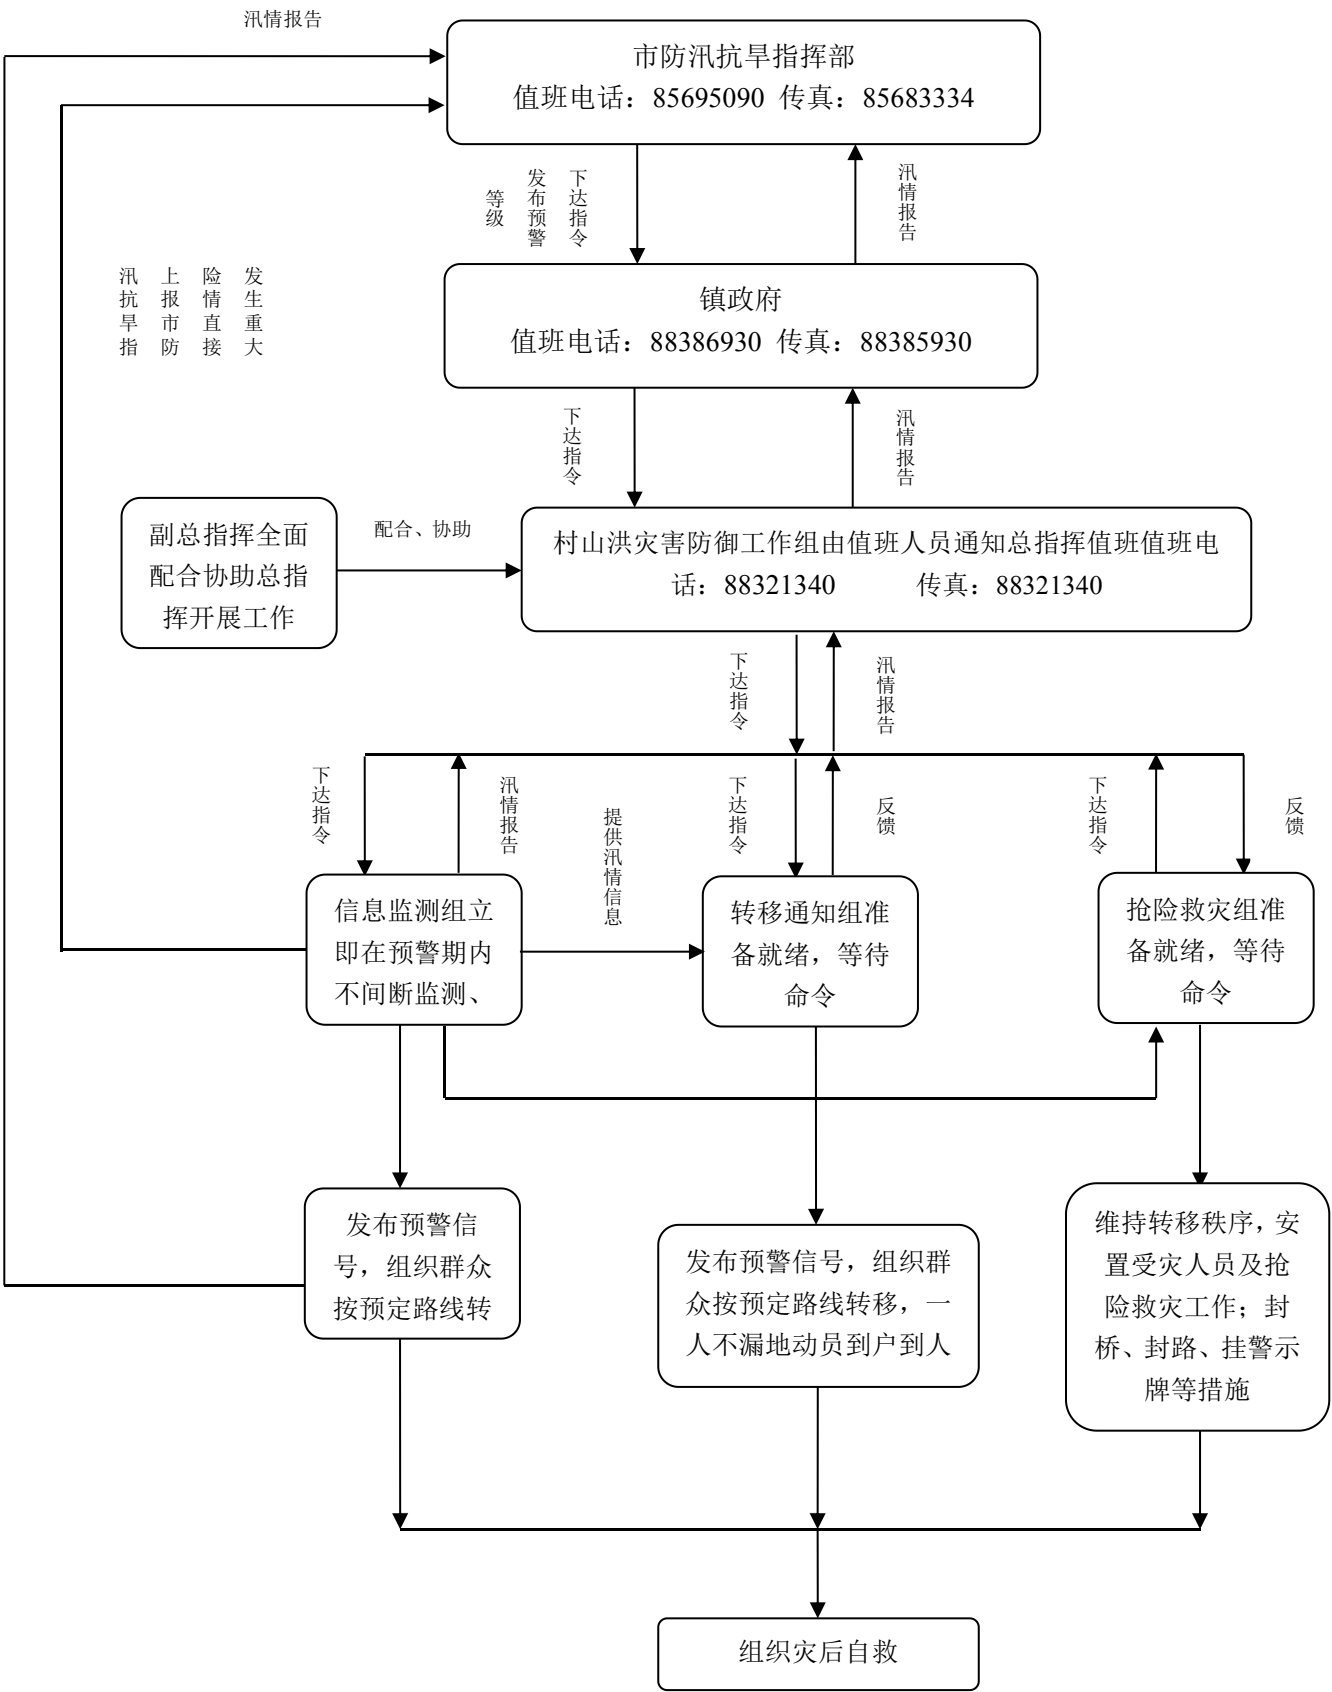 汛情报告
市防汛抗旱指挥部
值班电话：85695090 传真：85683334
下达指令
发布预警
等级
汛情报告
发生重大
险情直接
上报市防
汛抗旱指
镇政府
值班电话：88386930 传真：88385930
下达指令
汛情报告
副总指挥全面
配合协助总指
挥开展工作
配合、协助
村山洪灾害防御工作组由值班人员通知总指挥值班值班电
话：88321340 传真：88321340
下达指令
汛情报告
下达指令
汛情报告
提供汛情信息
下达指令
反馈
下达指令
反馈
信息监测组立
即在预警期内
不间断监测、
转移通知组准
备就绪，等待
命令
抢险救灾组准
备就绪，等待
命令
发布预警信
号，组织群众
按预定路线转
发布预警信号，组织群
众按预定路线转移，一
人不漏地动员到户到人
维持转移秩序，安
置受灾人员及抢
险救灾工作；封
桥、封路、挂警示
牌等措施
组织灾后自救